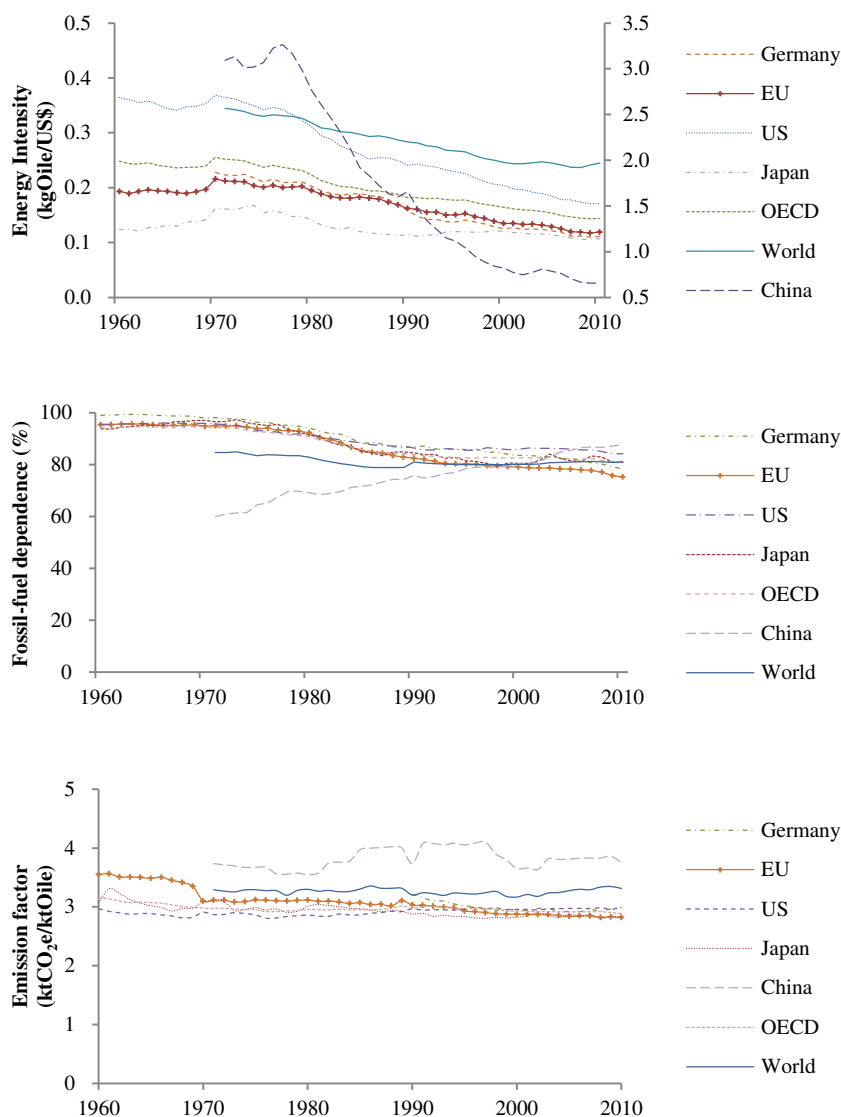 Energy Intensity
(kgOile/US$)
0.5
0.4
0.3
0.2
0.1
0.0
3.5
3.0
2.5
2.0
1.5
1.0
0.5
1960 1970 1980 1990 2000 2010
Germany
EU
US
Japan
OECD
World
China
Fossil-fuel dependence (%)
100
80
60
40
20
0
1960 1970 1980 1990 2000 2010
Germany
EU
US
Japan
OECD
China
World
Emission factor
(ktCO₂e/ktOile)
5
4
3
2
1
0
1960 1970 1980 1990 2000 2010
Germany
EU
US
Japan
China
OECD
World